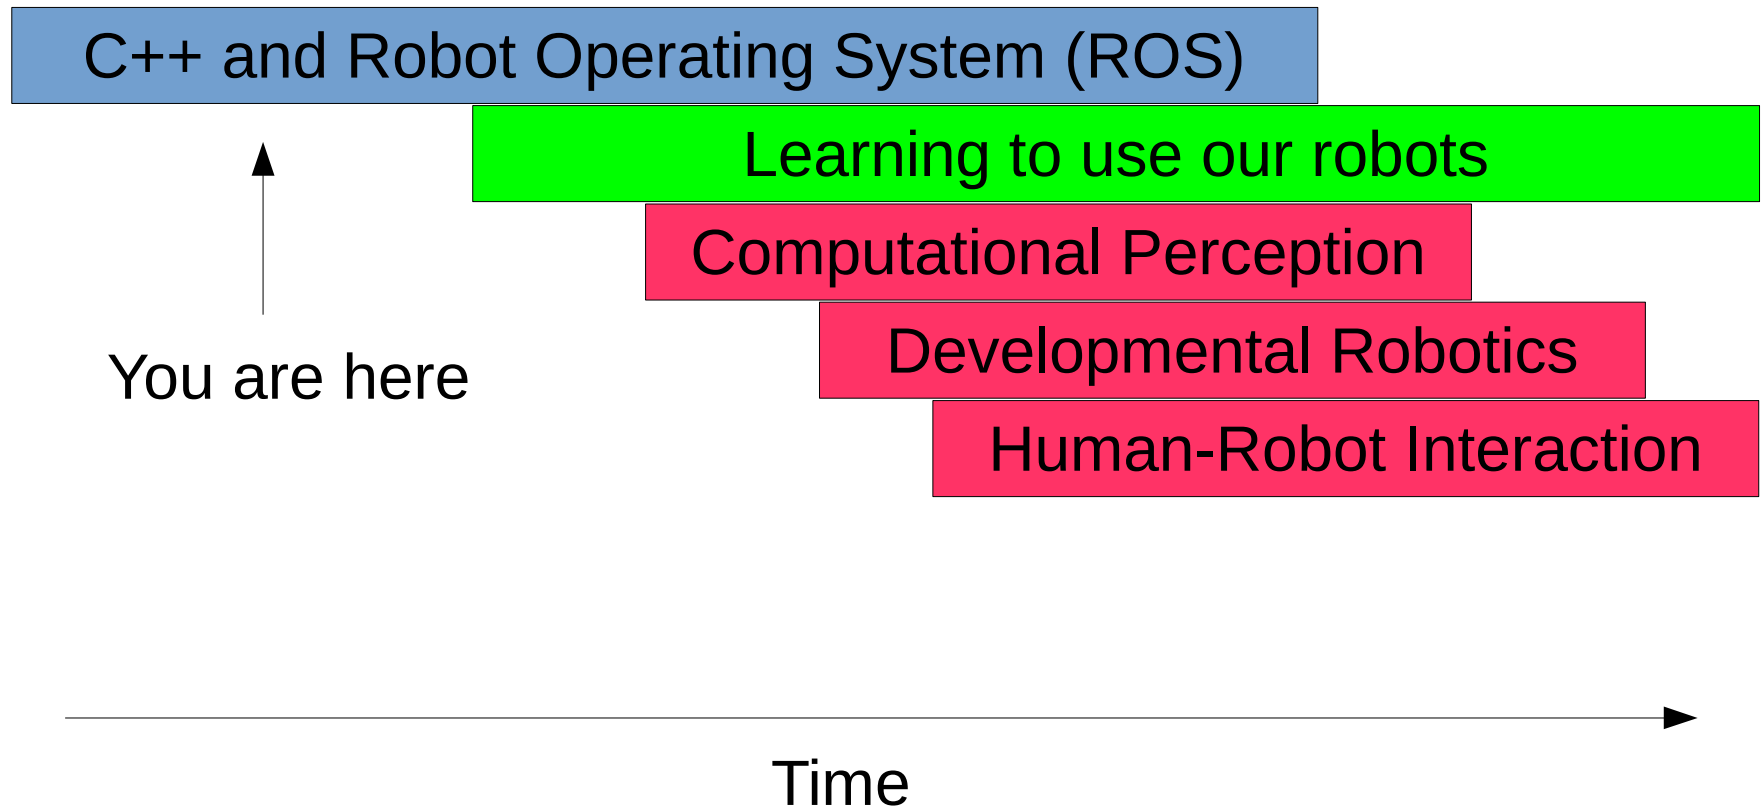 C++ and Robot Operating System (ROS)
Learning to use our robots
Computational Perception
Developmental Robotics
You are here
Human-Robot Interaction
Time